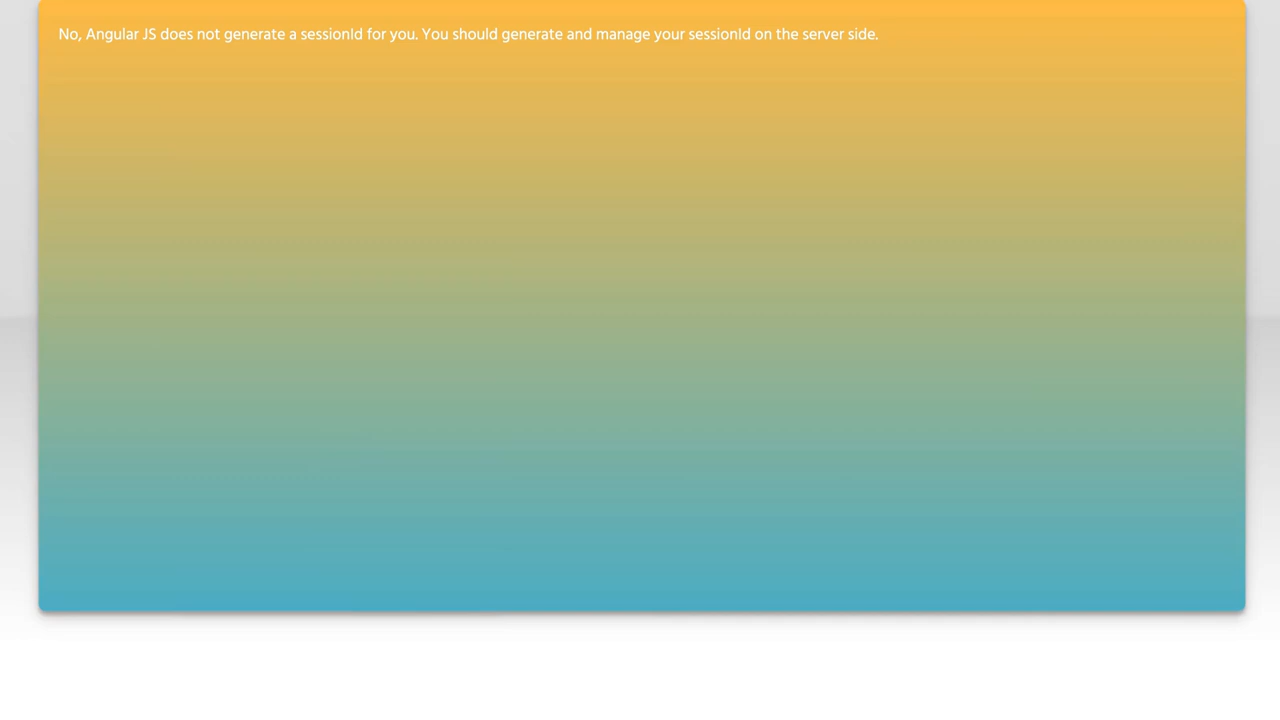 No, Angular JS does not generate a sessionId for you. You should generate and manage your sessionId on the server side.